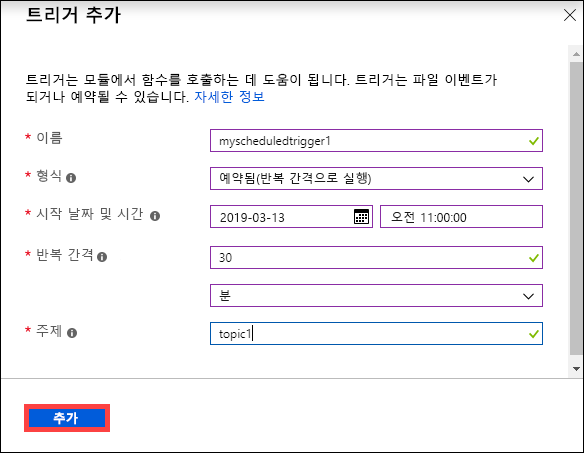 트리거 추가
트리거는 모듈에서 함수를 호출하는 데 도움이 됩니다. 트리거는 파일 이벤트가
되거나 예약될 수 있습니다. 자세한 정보
* 이름
myscheduledtrigger1
* 형식
예약됨(반복 간격으로 실행)
* 시작 날짜 및 시간
2019-03-13
오전 11:00:00
* 반복 간격
30
분
* 주제
topic1
추가